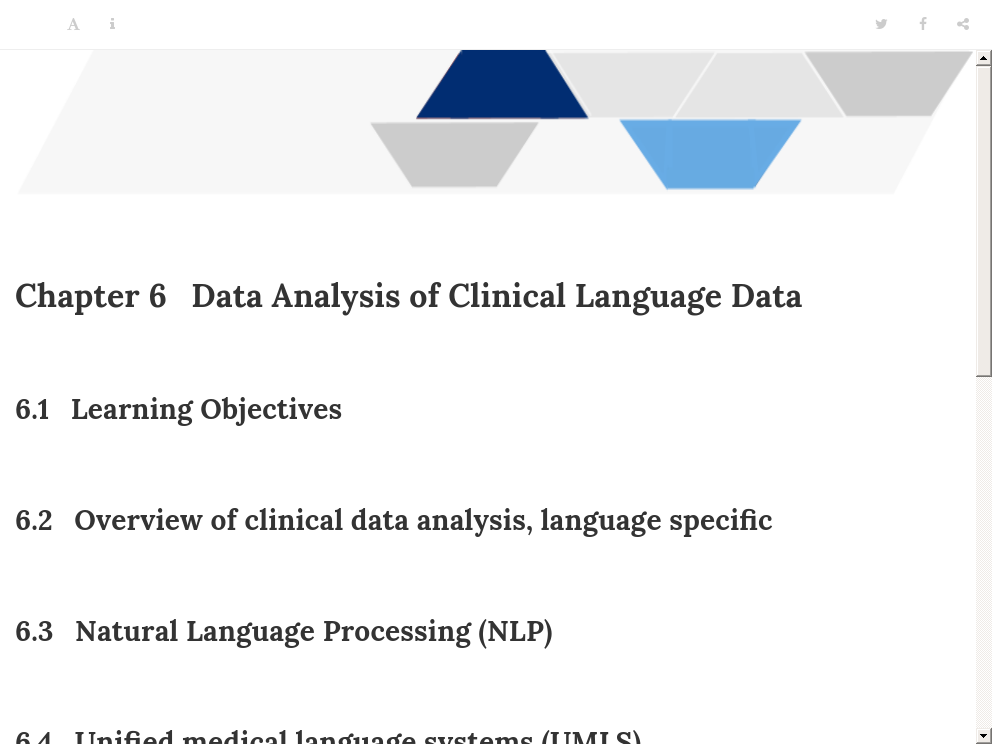 A i
Chapter 6 Data Analysis of Clinical Language Data
6.1 Learning Objectives
6.2 Overview of clinical data analysis, language specific
6.3 Natural Language Processing (NLP)
6.4 Unified medical language systems (UMLS)